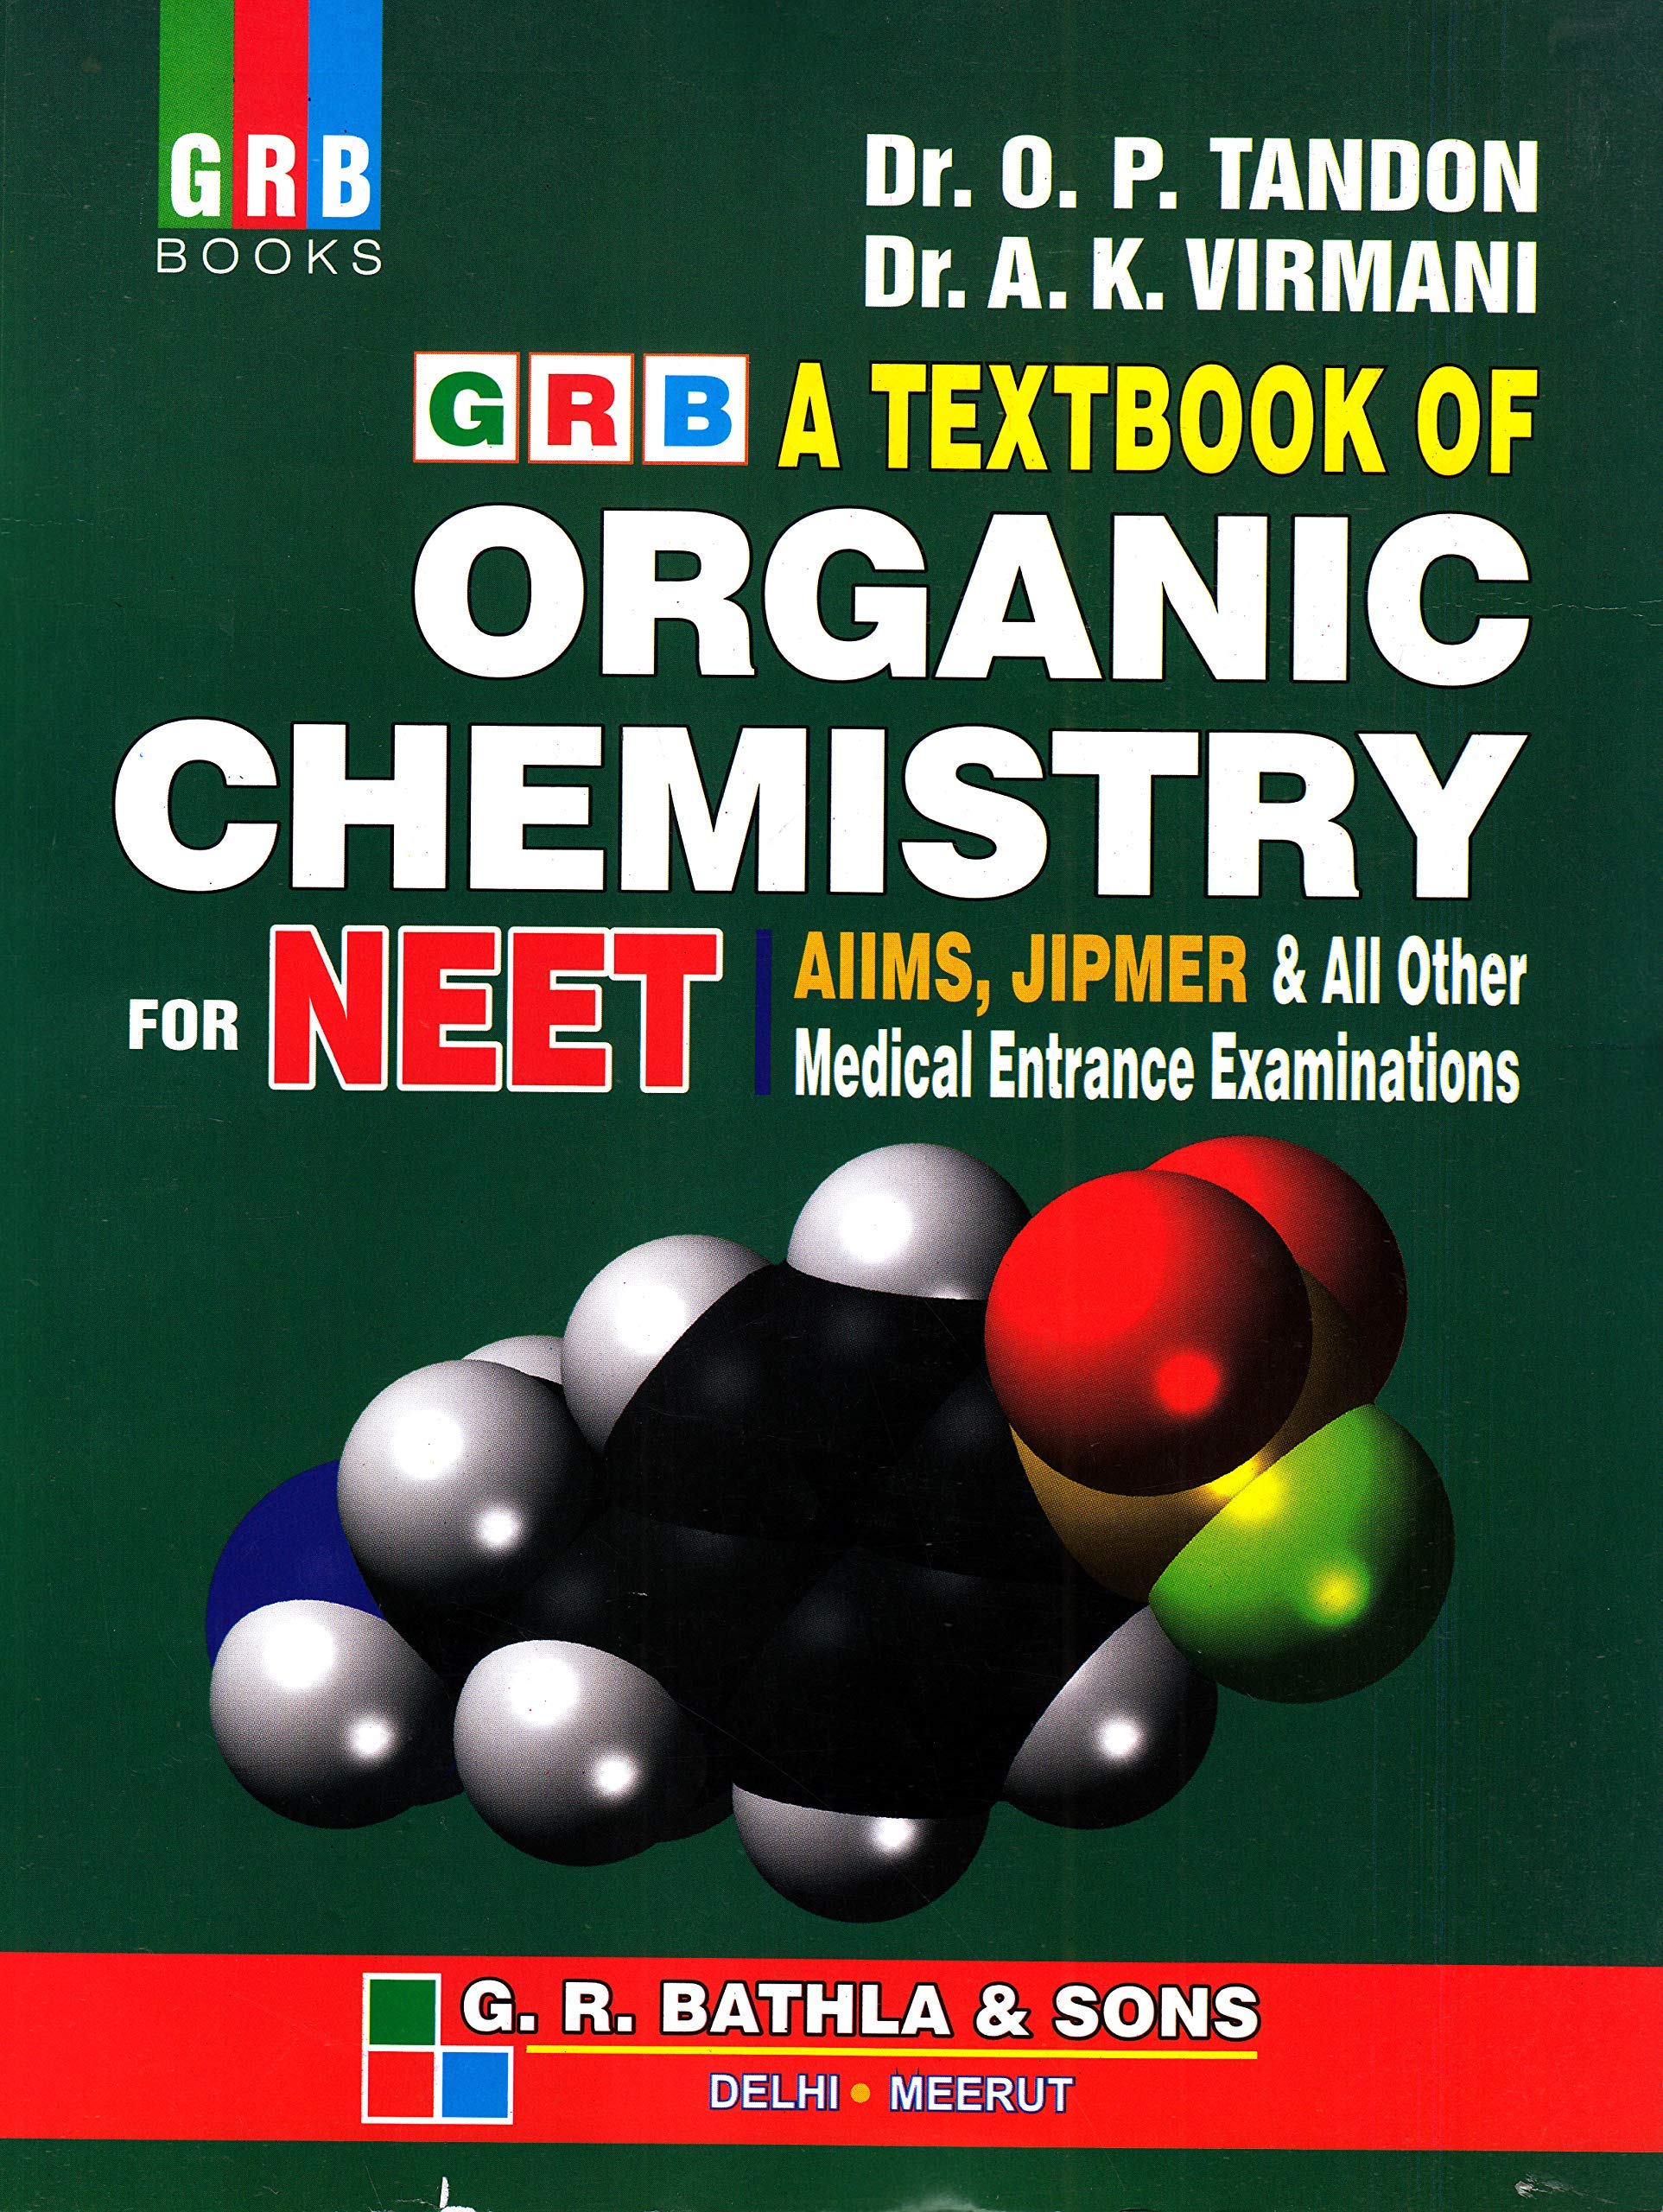 GRB
BOOKS
Dr. O. P. TANDON
Dr. A. K. VIRMANI
GRB A TEXTBOOK OF
ORGANIC
CHEMISTRY
FOR NEET
AIIMS, JIPMER & All Other
Medical Entrance Examinations
G. R. BATHLA & SONS
DELHI • MEERUT